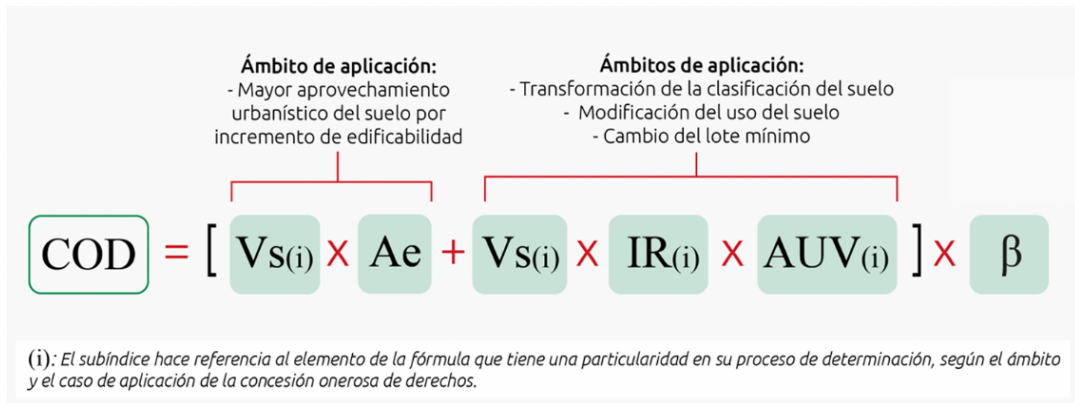 Ámbito de aplicación:
- Mayor aprovechamiento
urbanístico del suelo por
incremento de edificabilidad
Ámbitos de aplicación:
- Transformación de la clasificación del suelo
- Modificación del uso del suelo
- Cambio del lote mínimo
COD = [ Vs(i) x Ae + Vs(i) x IR(i) x AUV(i) ] x β
(i).: El subíndice hace referencia al elemento de la fórmula que tiene una particularidad en su proceso de determinación, según el ámbito
y el caso de aplicación de la concesión onerosa de derechos.